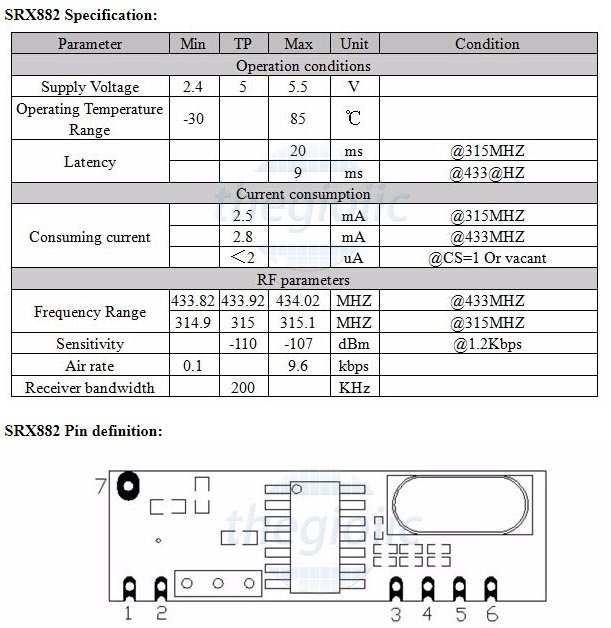 SRX882 Specification:
Parameter Min TP Max Unit Condition
Operation conditions
Supply Voltage 2.4 5 5.5 V
Operating Temperature Range -30 85 ℃
Latency 20 ms @315MHZ
9 ms @433@HZ
Current consumption
Consuming current 2.5 mA @315MHZ
2.8 mA @433MHZ
＜2 uA @CS=1 Or vacant
RF parameters
Frequency Range 433.82 433.92 434.02 MHZ @433MHZ
314.9 315 315.1 MHZ @315MHZ
Sensitivity -110 -107 dBm @1.2Kbps
Air rate 0.1 9.6 kbps
Receiver bandwidth 200 KHz
thegioiic
SRX882 Pin definition:
7
thegioiic
1 2 3 4 5 6